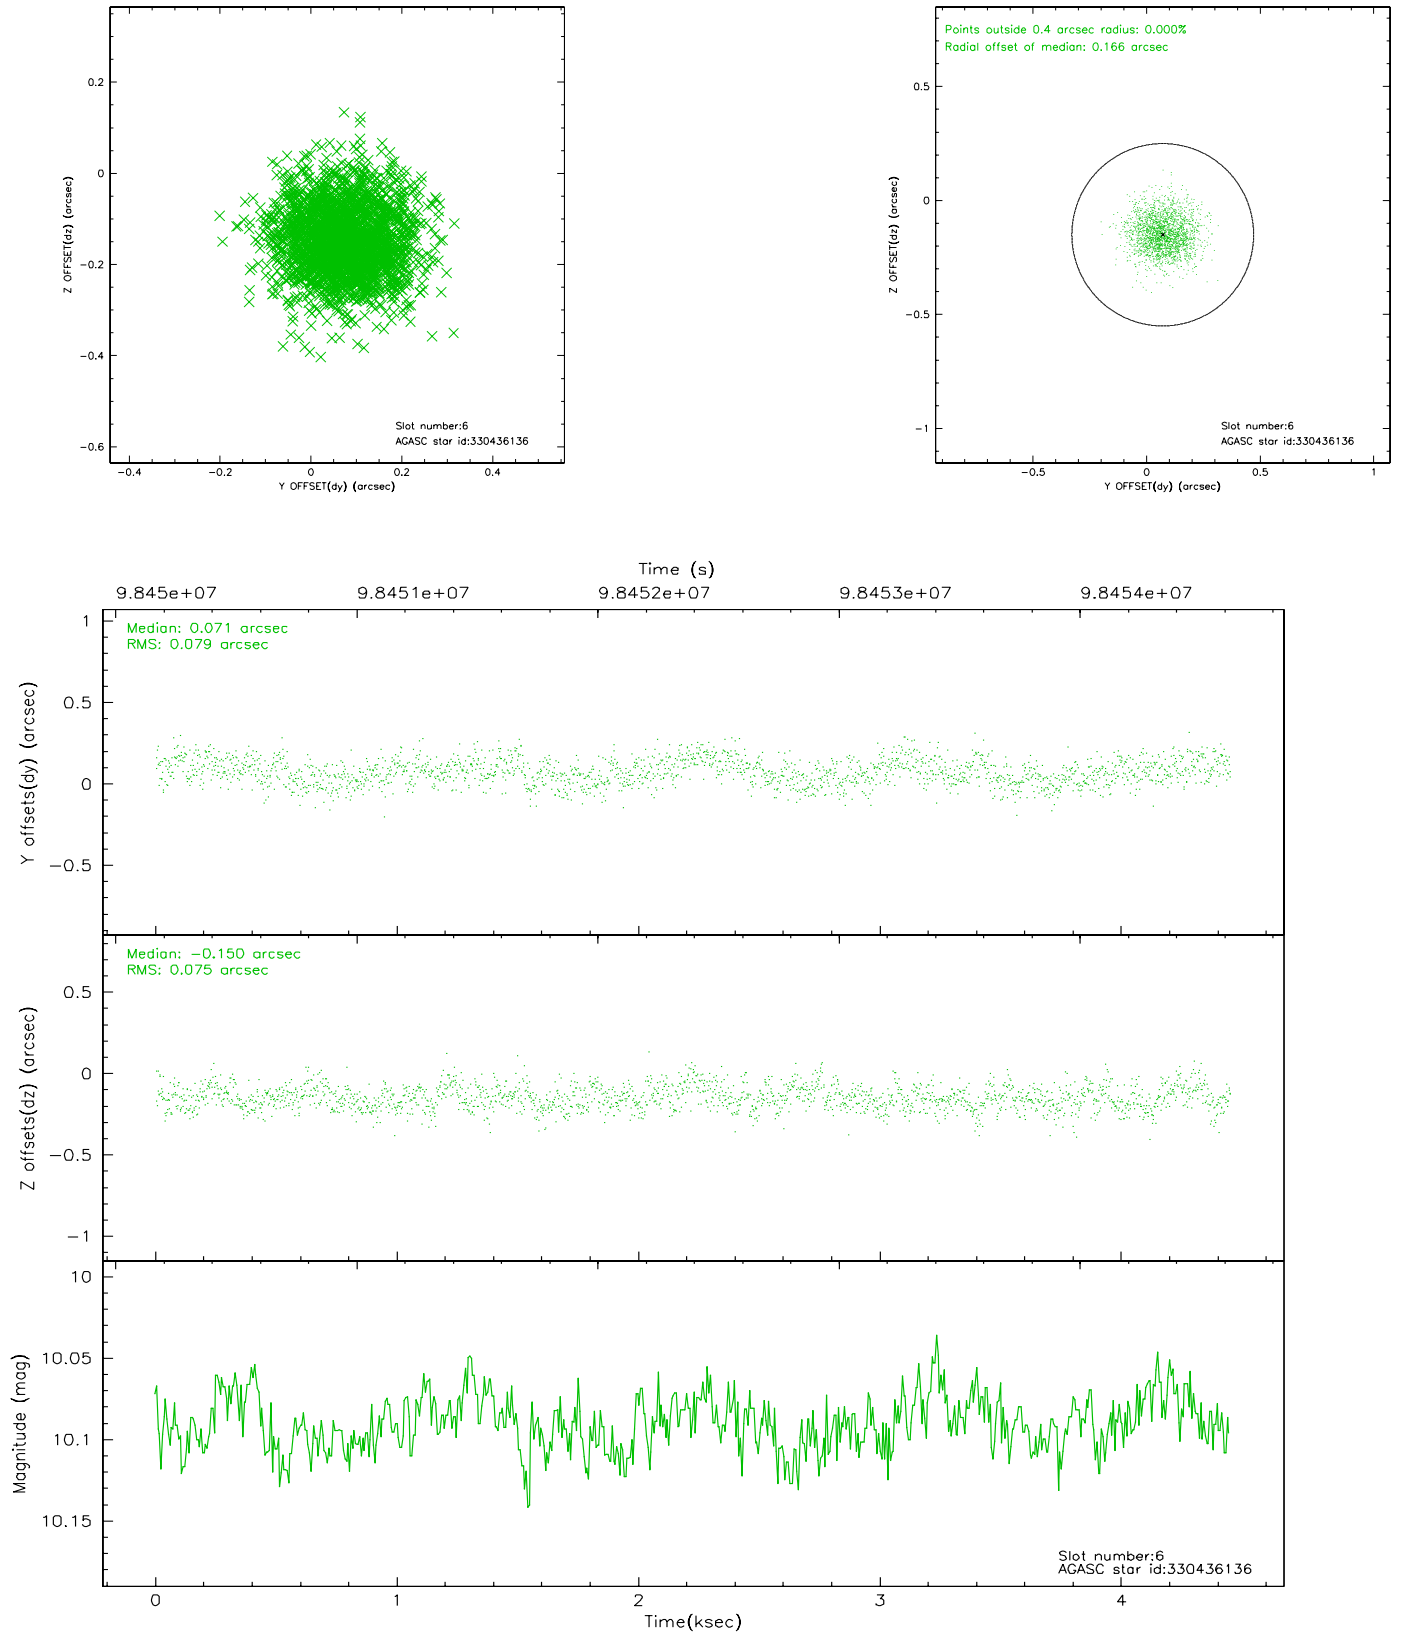 0.2
0
−0.2
−0.4
−0.6
Z OFFSET(dz) (arcsec)
Slot number:6
AGASC star id:330436136
−0.4
−0.2
0
0.2
0.4
Y OFFSET(dy) (arcsec)
Points outside 0.4 arcsec radius: 0.000%
Radial offset of median: 0.166 arcsec
0.5
0
−0.5
−1
Z OFFSET(dz) (arcsec)
Slot number:6
AGASC star id:330436136
−0.5
0
0.5
1
Y OFFSET(dy) (arcsec)
Time (s)
9.845e+07
9.8451e+07
9.8452e+07
9.8453e+07
9.8454e+07
Median: 0.071 arcsec
RMS: 0.079 arcsec
1
0.5
0
−0.5
Y offsets(dy) (arcsec)
Median: −0.150 arcsec
RMS: 0.075 arcsec
0.5
0
−0.5
−1
Z offsets(dz) (arcsec)
10
10.05
10.1
10.15
Magnitude (mag)
Slot number:6
AGASC star id:330436136
0
1
2
3
4
Time(ksec)